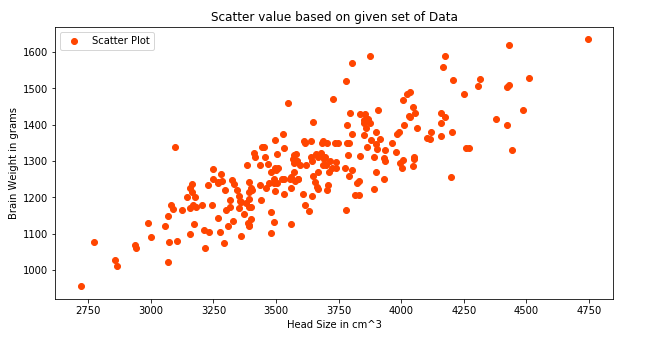 Scatter value based on given set of Data
Scatter Plot
Brain Weight in grams
1600
1500
1400
1300
1200
1100
1000
2750 3000 3250 3500 3750 4000 4250 4500 4750
Head Size in cm^3